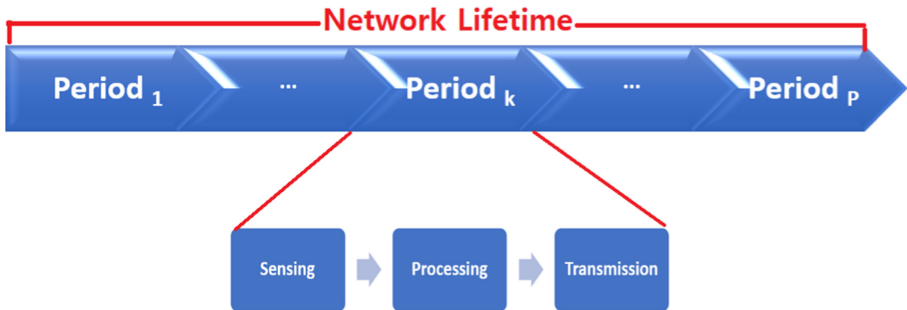 Network Lifetime
Period 1 ... Period k ... Period P
Sensing Processing Transmission